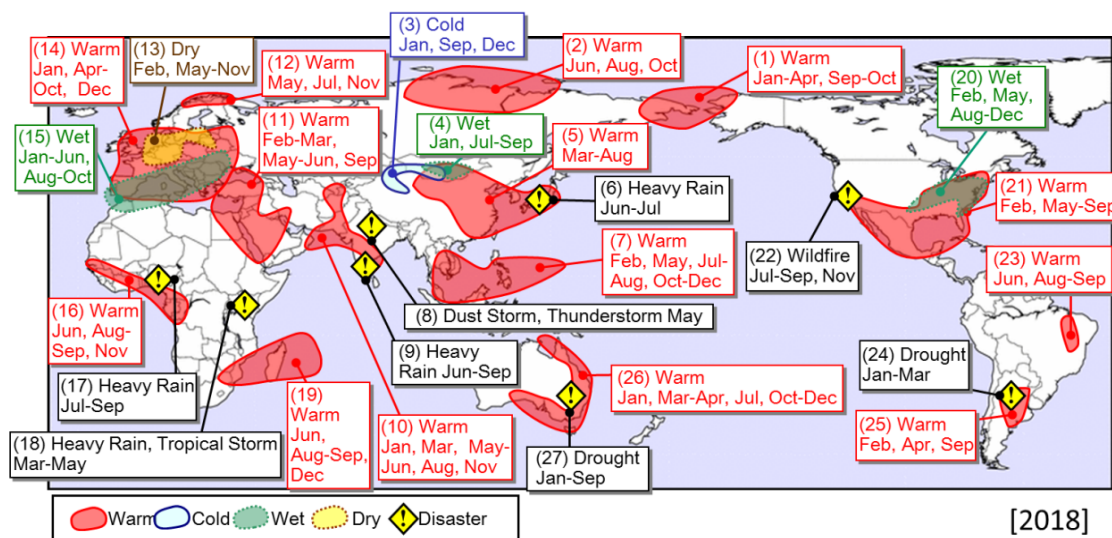 (14) Warm
Jan, Apr-
Oct, Dec
(13) Dry
Feb, May-Nov
(12) Warm
May, Jul, Nov
(3) Cold
Jan, Sep, Dec
(2) Warm
Jun, Aug, Oct
(1) Warm
Jan-Apr, Sep-Oct
(20) Wet
Feb, May,
Aug-Dec
(15) Wet
Jan-Jun,
Aug-Oct
(11) Warm
Feb-Mar,
May-Jun, Sep
(4) Wet
Jan, Jul-Sep
(5) Warm
Mar-Aug
(6) Heavy Rain
Jun-Jul
(21) Warm
Feb, May-Sep
(7) Warm
Feb, May, Jul-
Aug, Oct-Dec
(22) Wildfire
Jul-Sep, Nov
(23) Warm
Jun, Aug-Sep
(16) Warm
Jun, Aug-
Sep, Nov
(8) Dust Storm, Thunderstorm May
(17) Heavy Rain
Jul-Sep
(9) Heavy
Rain Jun-Sep
(24) Drought
Jan-Mar
(18) Heavy Rain, Tropical Storm
Mar-May
(19)
Warm
Jun,
Aug-Sep,
Dec
(10) Warm
Jan, Mar, May-
Jun, Aug, Nov
(26) Warm
Jan, Mar-Apr, Jul, Oct-Dec
(27) Drought
Jan-Sep
(25) Warm
Feb, Apr, Sep
Warm
Cold
Wet
Dry
Disaster
[2018]